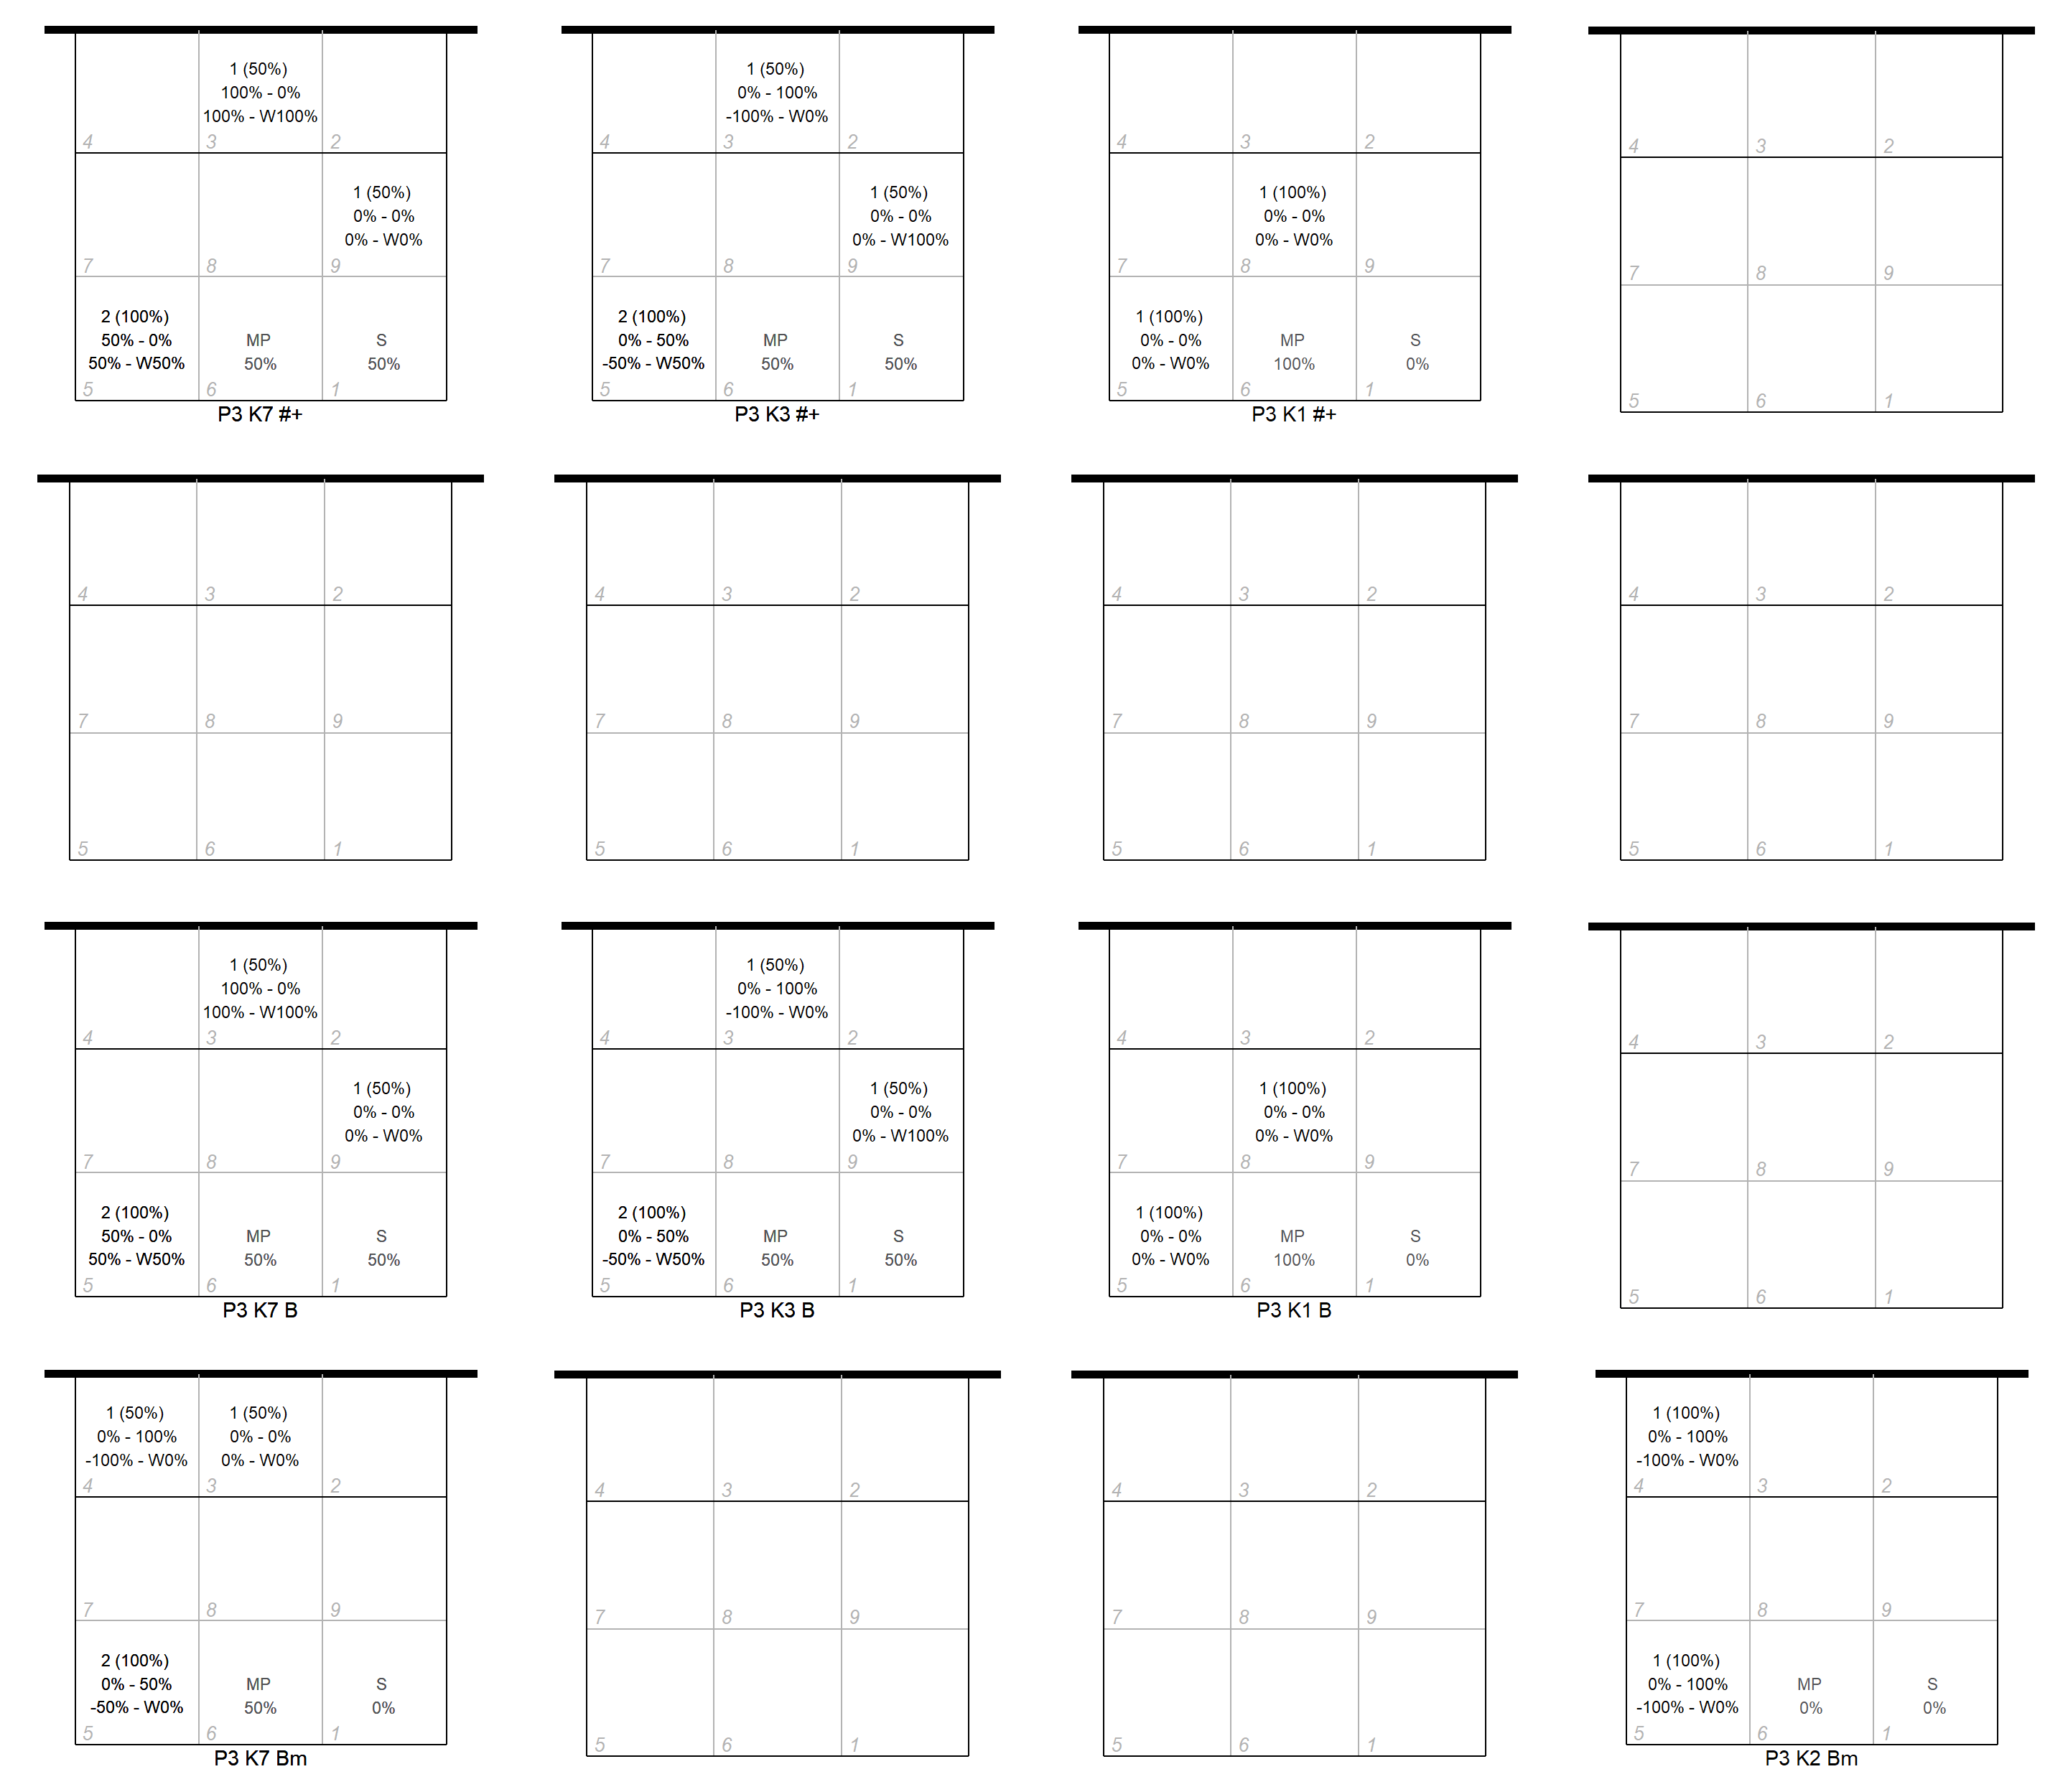 1 (50%)
100% - 0%
100% - W100%
4 3 2
1 (50%)
0% - 0%
0% - W0%
7 8 9
2 (100%)
50% - 0%
50% - W50%
MP
50%
S
50%
5 6 1
P3 K7 #+
1 (50%)
0% - 100%
-100% - W0%
4 3 2
1 (50%)
0% - 0%
0% - W100%
7 8 9
2 (100%)
0% - 50%
-50% - W50%
MP
50%
S
50%
5 6 1
P3 K3 #+
4 3 2
1 (100%)
0% - 0%
0% - W0%
7 8 9
1 (100%)
0% - 0%
0% - W0%
MP
100%
S
0%
5 6 1
P3 K1 #+
4 3 2
7 8 9
5 6 1
4 3 2
7 8 9
5 6 1
4 3 2
7 8 9
5 6 1
4 3 2
7 8 9
5 6 1
4 3 2
7 8 9
5 6 1
1 (50%)
100% - 0%
100% - W100%
4 3 2
1 (50%)
0% - 0%
0% - W0%
7 8 9
2 (100%)
50% - 0%
50% - W50%
MP
50%
S
50%
5 6 1
P3 K7 B
1 (50%)
0% - 100%
-100% - W0%
4 3 2
1 (50%)
0% - 0%
0% - W100%
7 8 9
2 (100%)
0% - 50%
-50% - W50%
MP
50%
S
50%
5 6 1
P3 K3 B
4 3 2
1 (100%)
0% - 0%
0% - W0%
7 8 9
1 (100%)
0% - 0%
0% - W0%
MP
100%
S
0%
5 6 1
P3 K1 B
4 3 2
7 8 9
5 6 1
1 (50%)
0% - 100%
-100% - W0%
1 (50%)
0% - 0%
0% - W0%
4 3 2
7 8 9
2 (100%)
0% - 50%
-50% - W0%
MP
50%
S
0%
5 6 1
P3 K7 Bm
4 3 2
7 8 9
5 6 1
4 3 2
7 8 9
5 6 1
1 (100%)
0% - 100%
-100% - W0%
4 3 2
7 8 9
1 (100%)
0% - 100%
-100% - W0%
MP
0%
S
0%
5 6 1
P3 K2 Bm